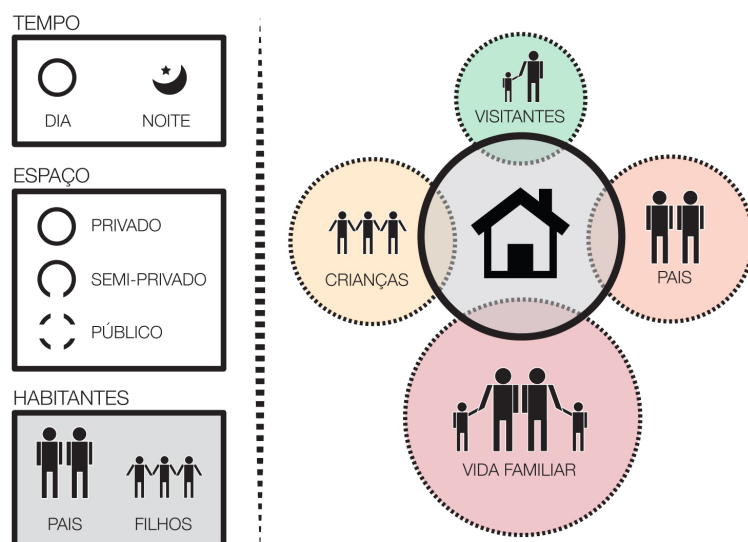 TEMPO
DIA
NOITE
ESPAÇO
PRIVADO
SEMI-PRIVADO
PÚBLICO
HABITANTES
PAIS
FILHOS
VISITANTES
CRIANÇAS
PAIS
VIDA FAMILIAR